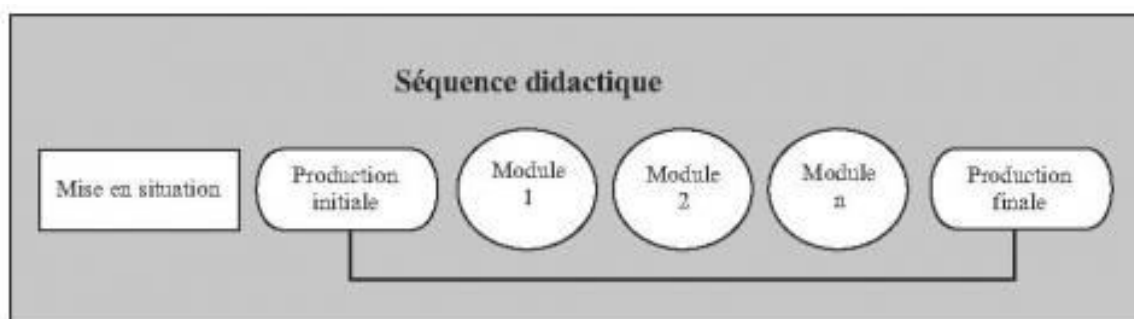 Séquence didactique
Mise en situation
Production
initiale
Module
1
Module
2
Module
n
Production
finale